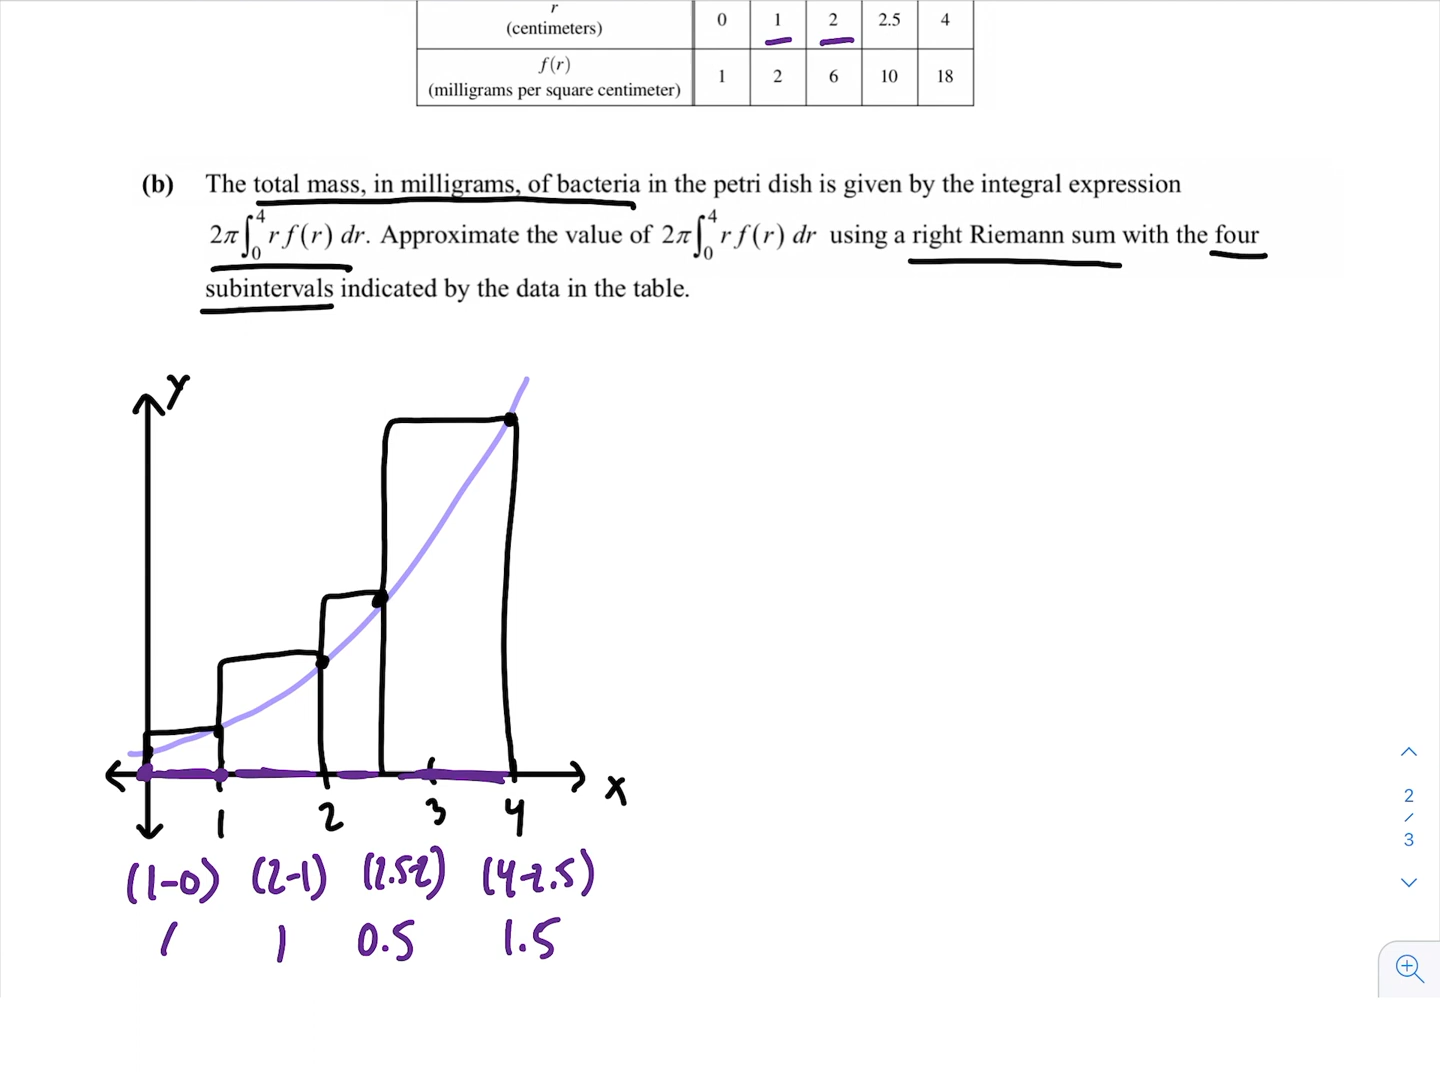 r
(centimeters) 0 1 2 2.5 4
f(r)
(milligrams per square centimeter) 1 2 6 10 18
(b) The total mass, in milligrams, of bacteria in the petri dish is given by the integral expression
2π∫₀⁴ r f(r) dr. Approximate the value of 2π∫₀⁴ r f(r) dr using a right Riemann sum with the four
subintervals indicated by the data in the table.
y
x
1 2 3 4
(1-0) (2-1) (2.5-2) (4-2.5)
1 1 0.5 1.5
2
/
3